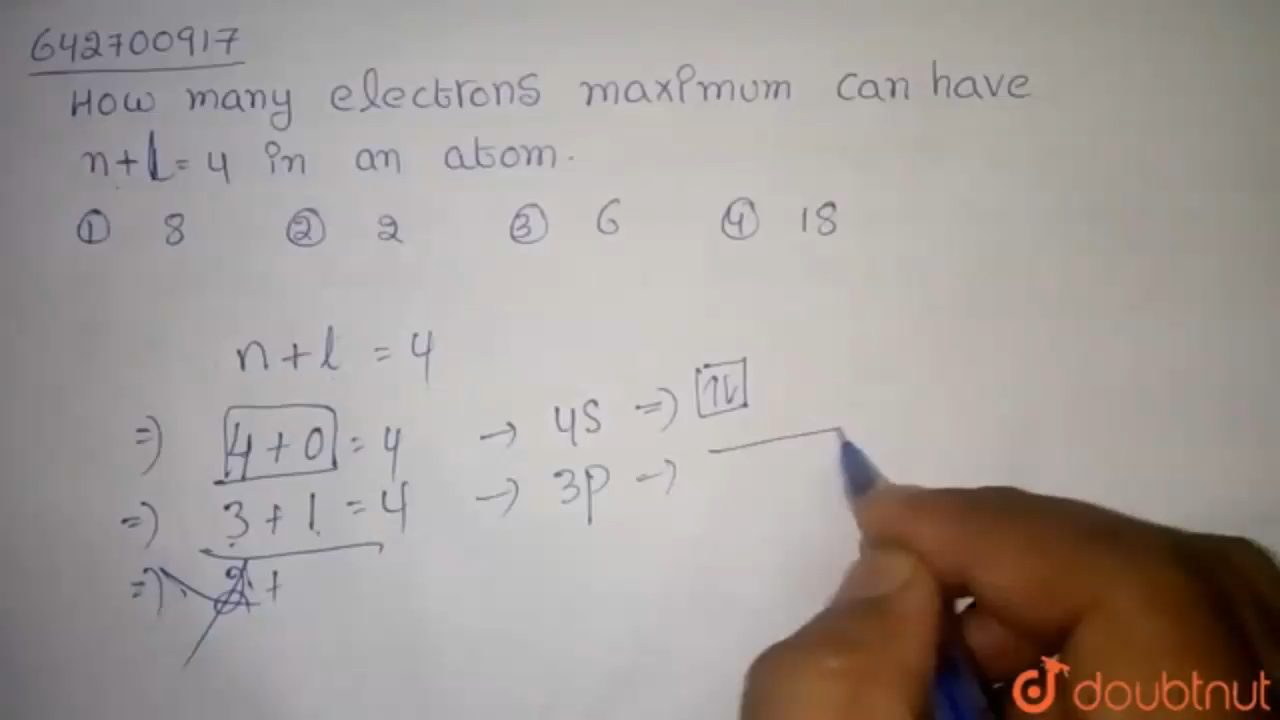 642700917
How many electrons maximum can have
n+l=4 in an atom.
① 8 ② 2 ③ 6 ④ 18
n+l = 4
⇒ 4+0 = 4 → 4s ⇒ ⥮
⇒ 3+1 = 4 → 3p →
⇒ 2+
doubtnut